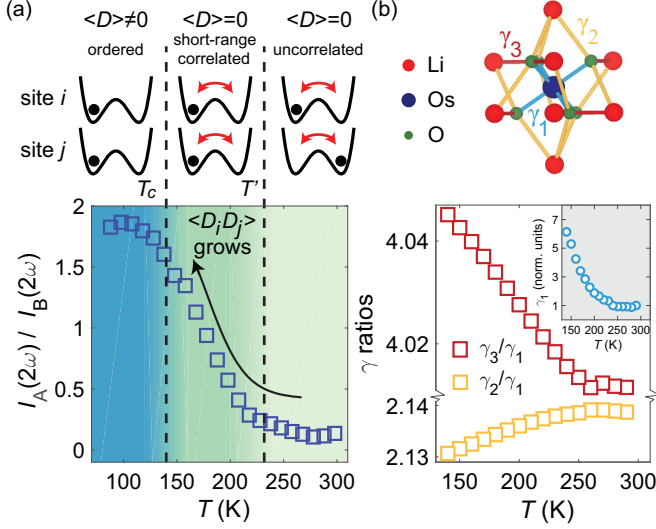 (a)
<D>≠0
<D>=0
<D>=0
ordered
short-range
correlated
uncorrelated
site i
site j
Tc
T'
<DiDj>
grows
IA(2ω) / IB(2ω)
2
1.5
1
0.5
0
100
150
200
250
300
T (K)
(b)
Li
Os
O
γ3
γ2
γ1
γ ratios
4.04
4.02
2.14
2.13
γ3/γ1
γ2/γ1
150
200
250
300
T (K)
γ1 (norm. units)
7
5
3
1
150
200
250
300
T (K)